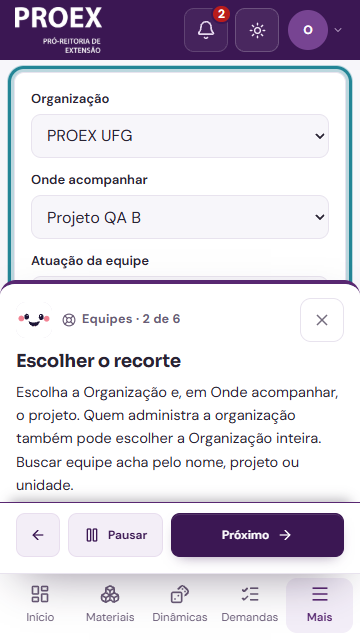 PROEX
PRÓ-REITORIA DE
EXTENSÃO
2
O
Organização
PROEX UFG
Onde acompanhar
Projeto QA B
Atuação da equipe
Equipes · 2 de 6
Escolher o recorte
Escolha a Organização e, em Onde acompanhar,
o projeto. Quem administra a organização
também pode escolher a Organização inteira.
Buscar equipe acha pelo nome, projeto ou
unidade.
Pausar
Próximo
Início
Materiais
Dinâmicas
Demandas
Mais